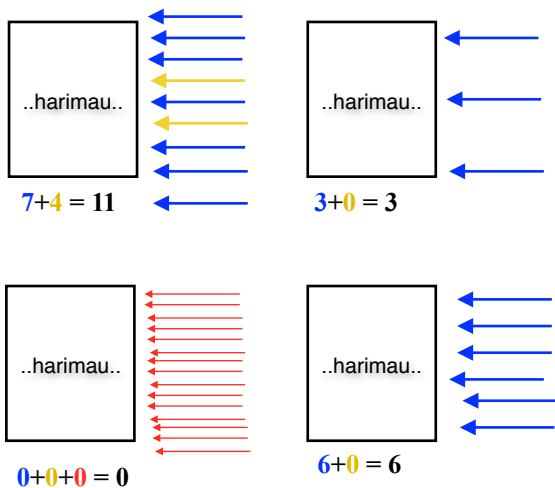 ..harimau..
..harimau..
7+4 = 11
3+0 = 3
..harimau..
..harimau..
0+0+0 = 0
6+0 = 6